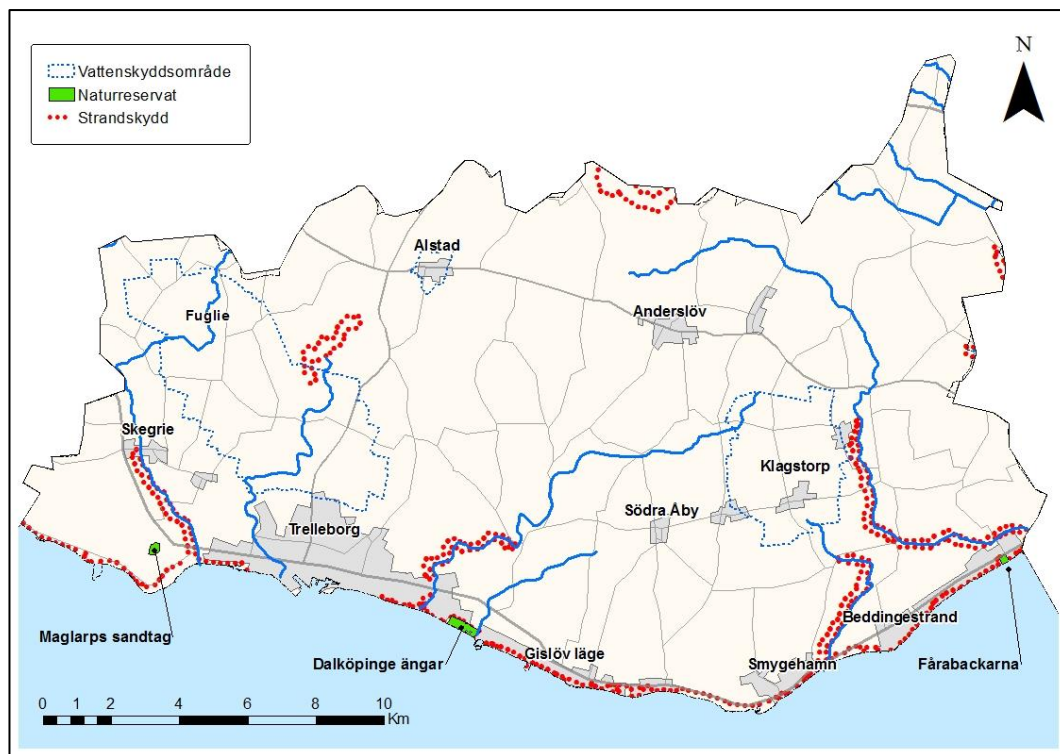 Vattenskyddsområde
Naturreservat
Strandskydd
N
Alstad
Fuglie
Anderslöv
Skegrie
Klagstorp
Södra Åby
Trelleborg
Beddingestrand
Maglarps sandtag
Dalköpinge ängar
Gislöv läge
Smygehamn
Fårabackarna
0 1 2 4 6 8 10
Km